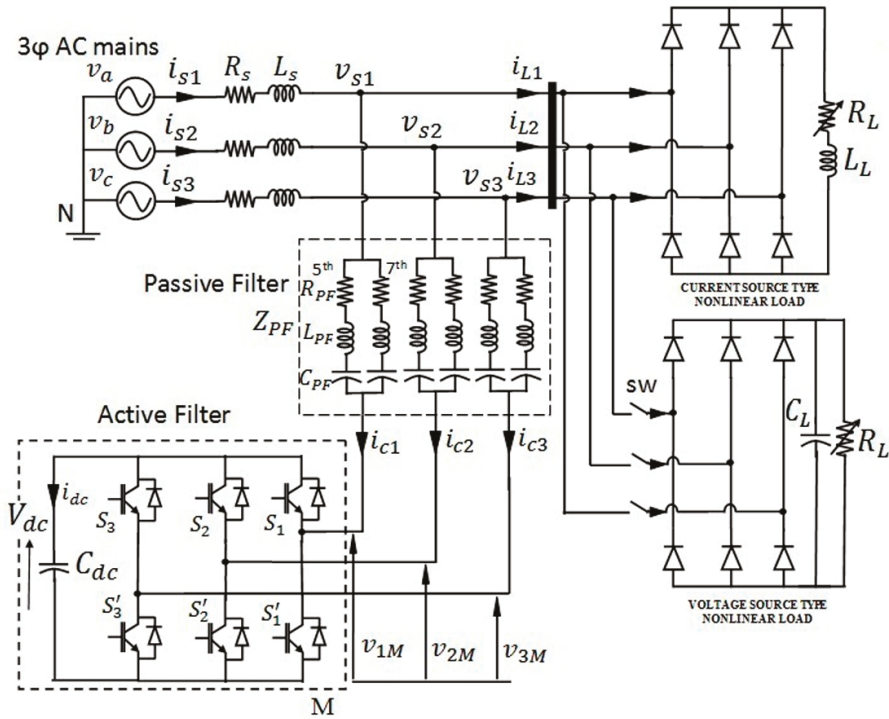 3φ AC mains
v_a i_s1 R_s L_s v_s1 i_L1
v_b i_s2 v_s2 i_L2
v_c i_s3 v_s3 i_L3
N
R_L
L_L
CURRENT SOURCE TYPE
NONLINEAR LOAD
Passive Filter
5th 7th
R_PF
Z_PF L_PF
C_PF
SW
C_L R_L
VOLTAGE SOURCE TYPE
NONLINEAR LOAD
Active Filter
i_c1 i_c2 i_c3
V_dc i_dc S_3 S_2 S_1
C_dc
S'_3 S'_2 S'_1
v_1M v_2M v_3M
M